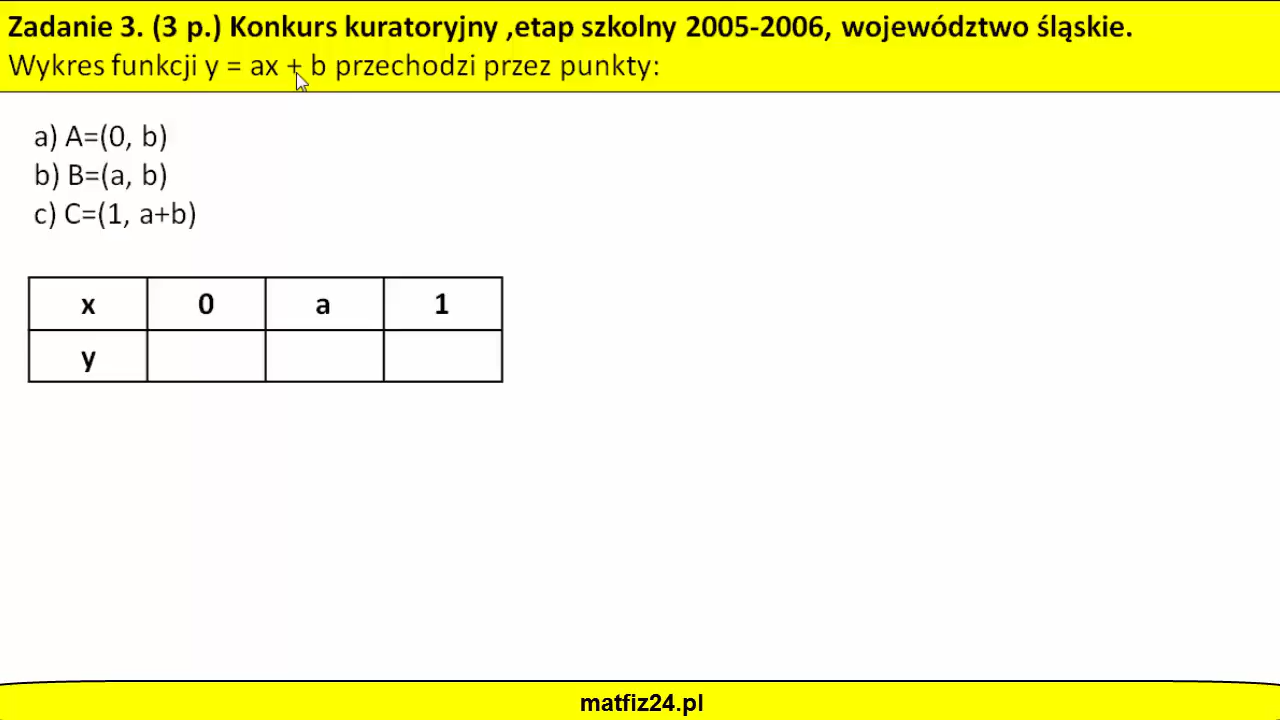 Zadanie 3. (3 p.) Konkurs kuratoryjny ,etap szkolny 2005-2006, województwo śląskie.
Wykres funkcji y = ax + b przechodzi przez punkty:
a) A=(0, b)
b) B=(a, b)
c) C=(1, a+b)
x 0 a 1
y
matfiz24.pl